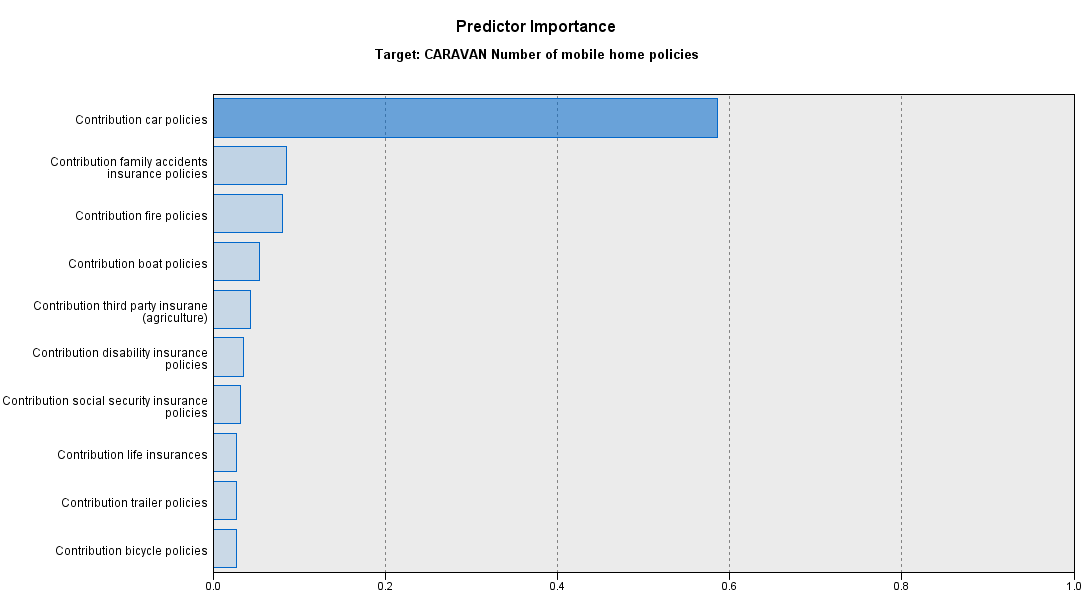 Predictor Importance
Target: CARAVAN Number of mobile home policies
Contribution car policies
Contribution family accidents
insurance policies
Contribution fire policies
Contribution boat policies
Contribution third party insurane
(agriculture)
Contribution disability insurance
policies
Contribution social security insurance
policies
Contribution life insurances
Contribution trailer policies
Contribution bicycle policies
0.0 0.2 0.4 0.6 0.8 1.0